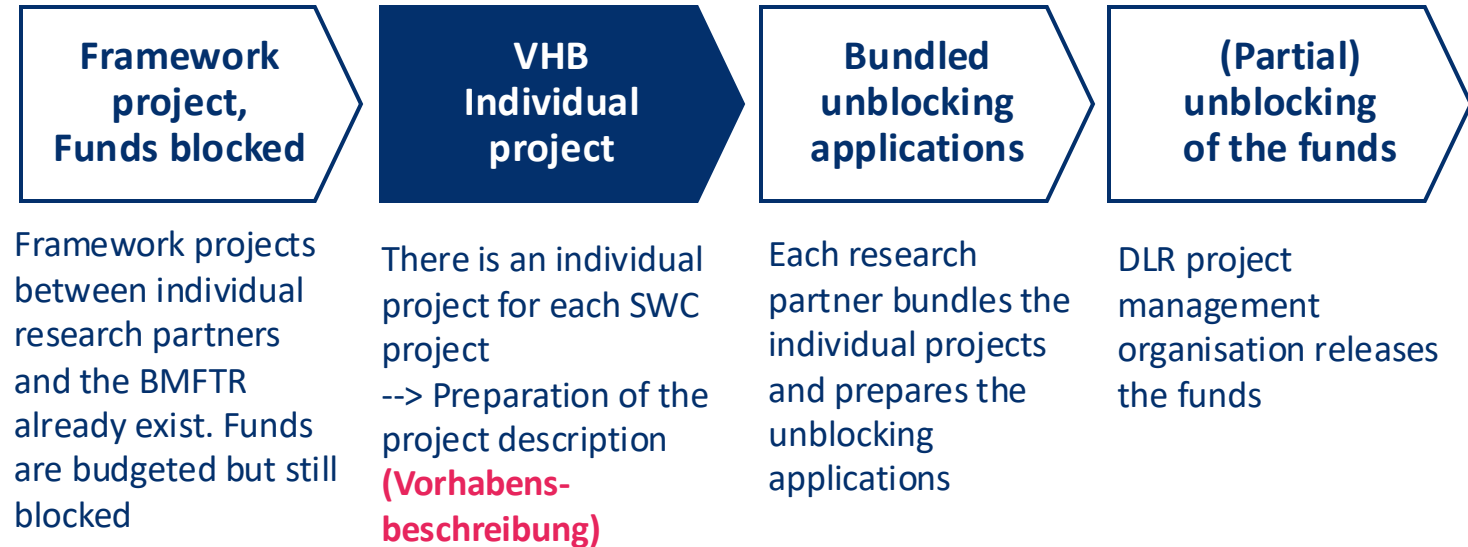 Framework
project,
Funds blocked
VHB
Individual
project
Bundled
unblocking
applications
(Partial)
unblocking
of the funds
Framework projects
between individual
research partners
and the BMFTR
already exist. Funds
are budgeted but still
blocked
There is an individual
project for each SWC
project
--> Preparation of the
project description
(Vorhabens-
beschreibung)
Each research
partner bundles the
individual projects
and prepares the
unblocking
applications
DLR project
management
organisation releases
the funds